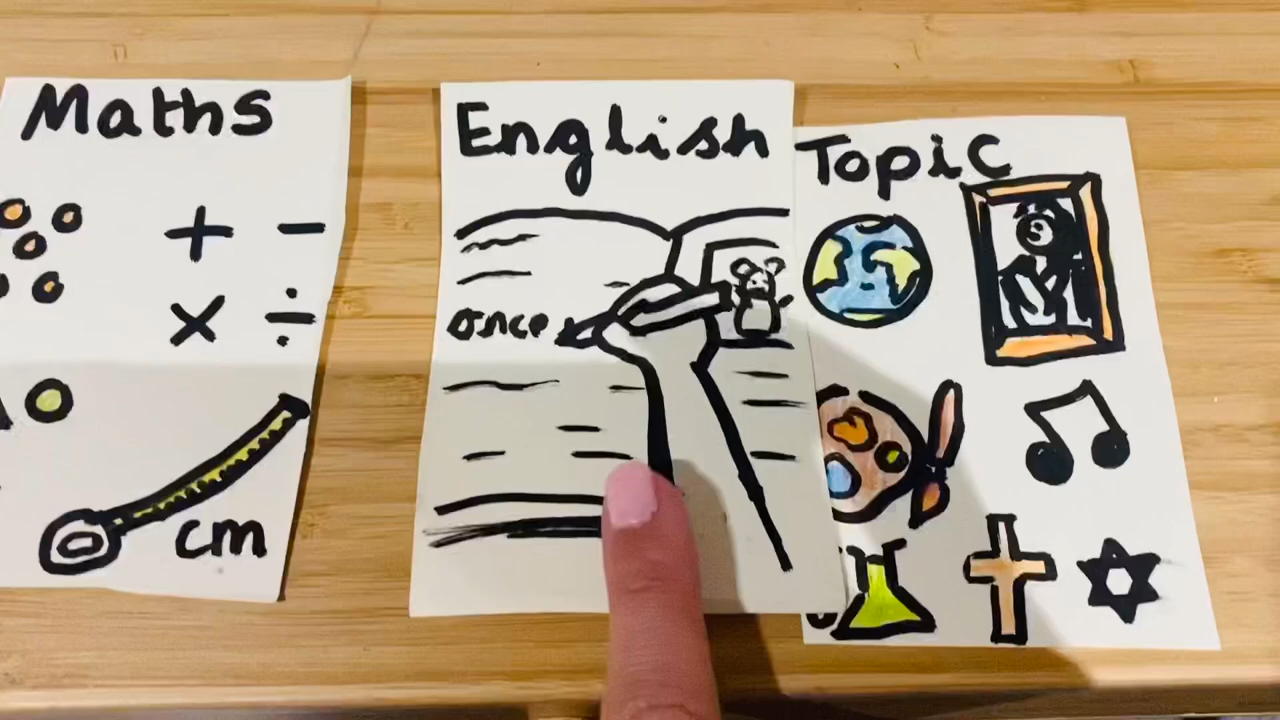 Maths
+ -
× ÷
cm
English
once
Topic